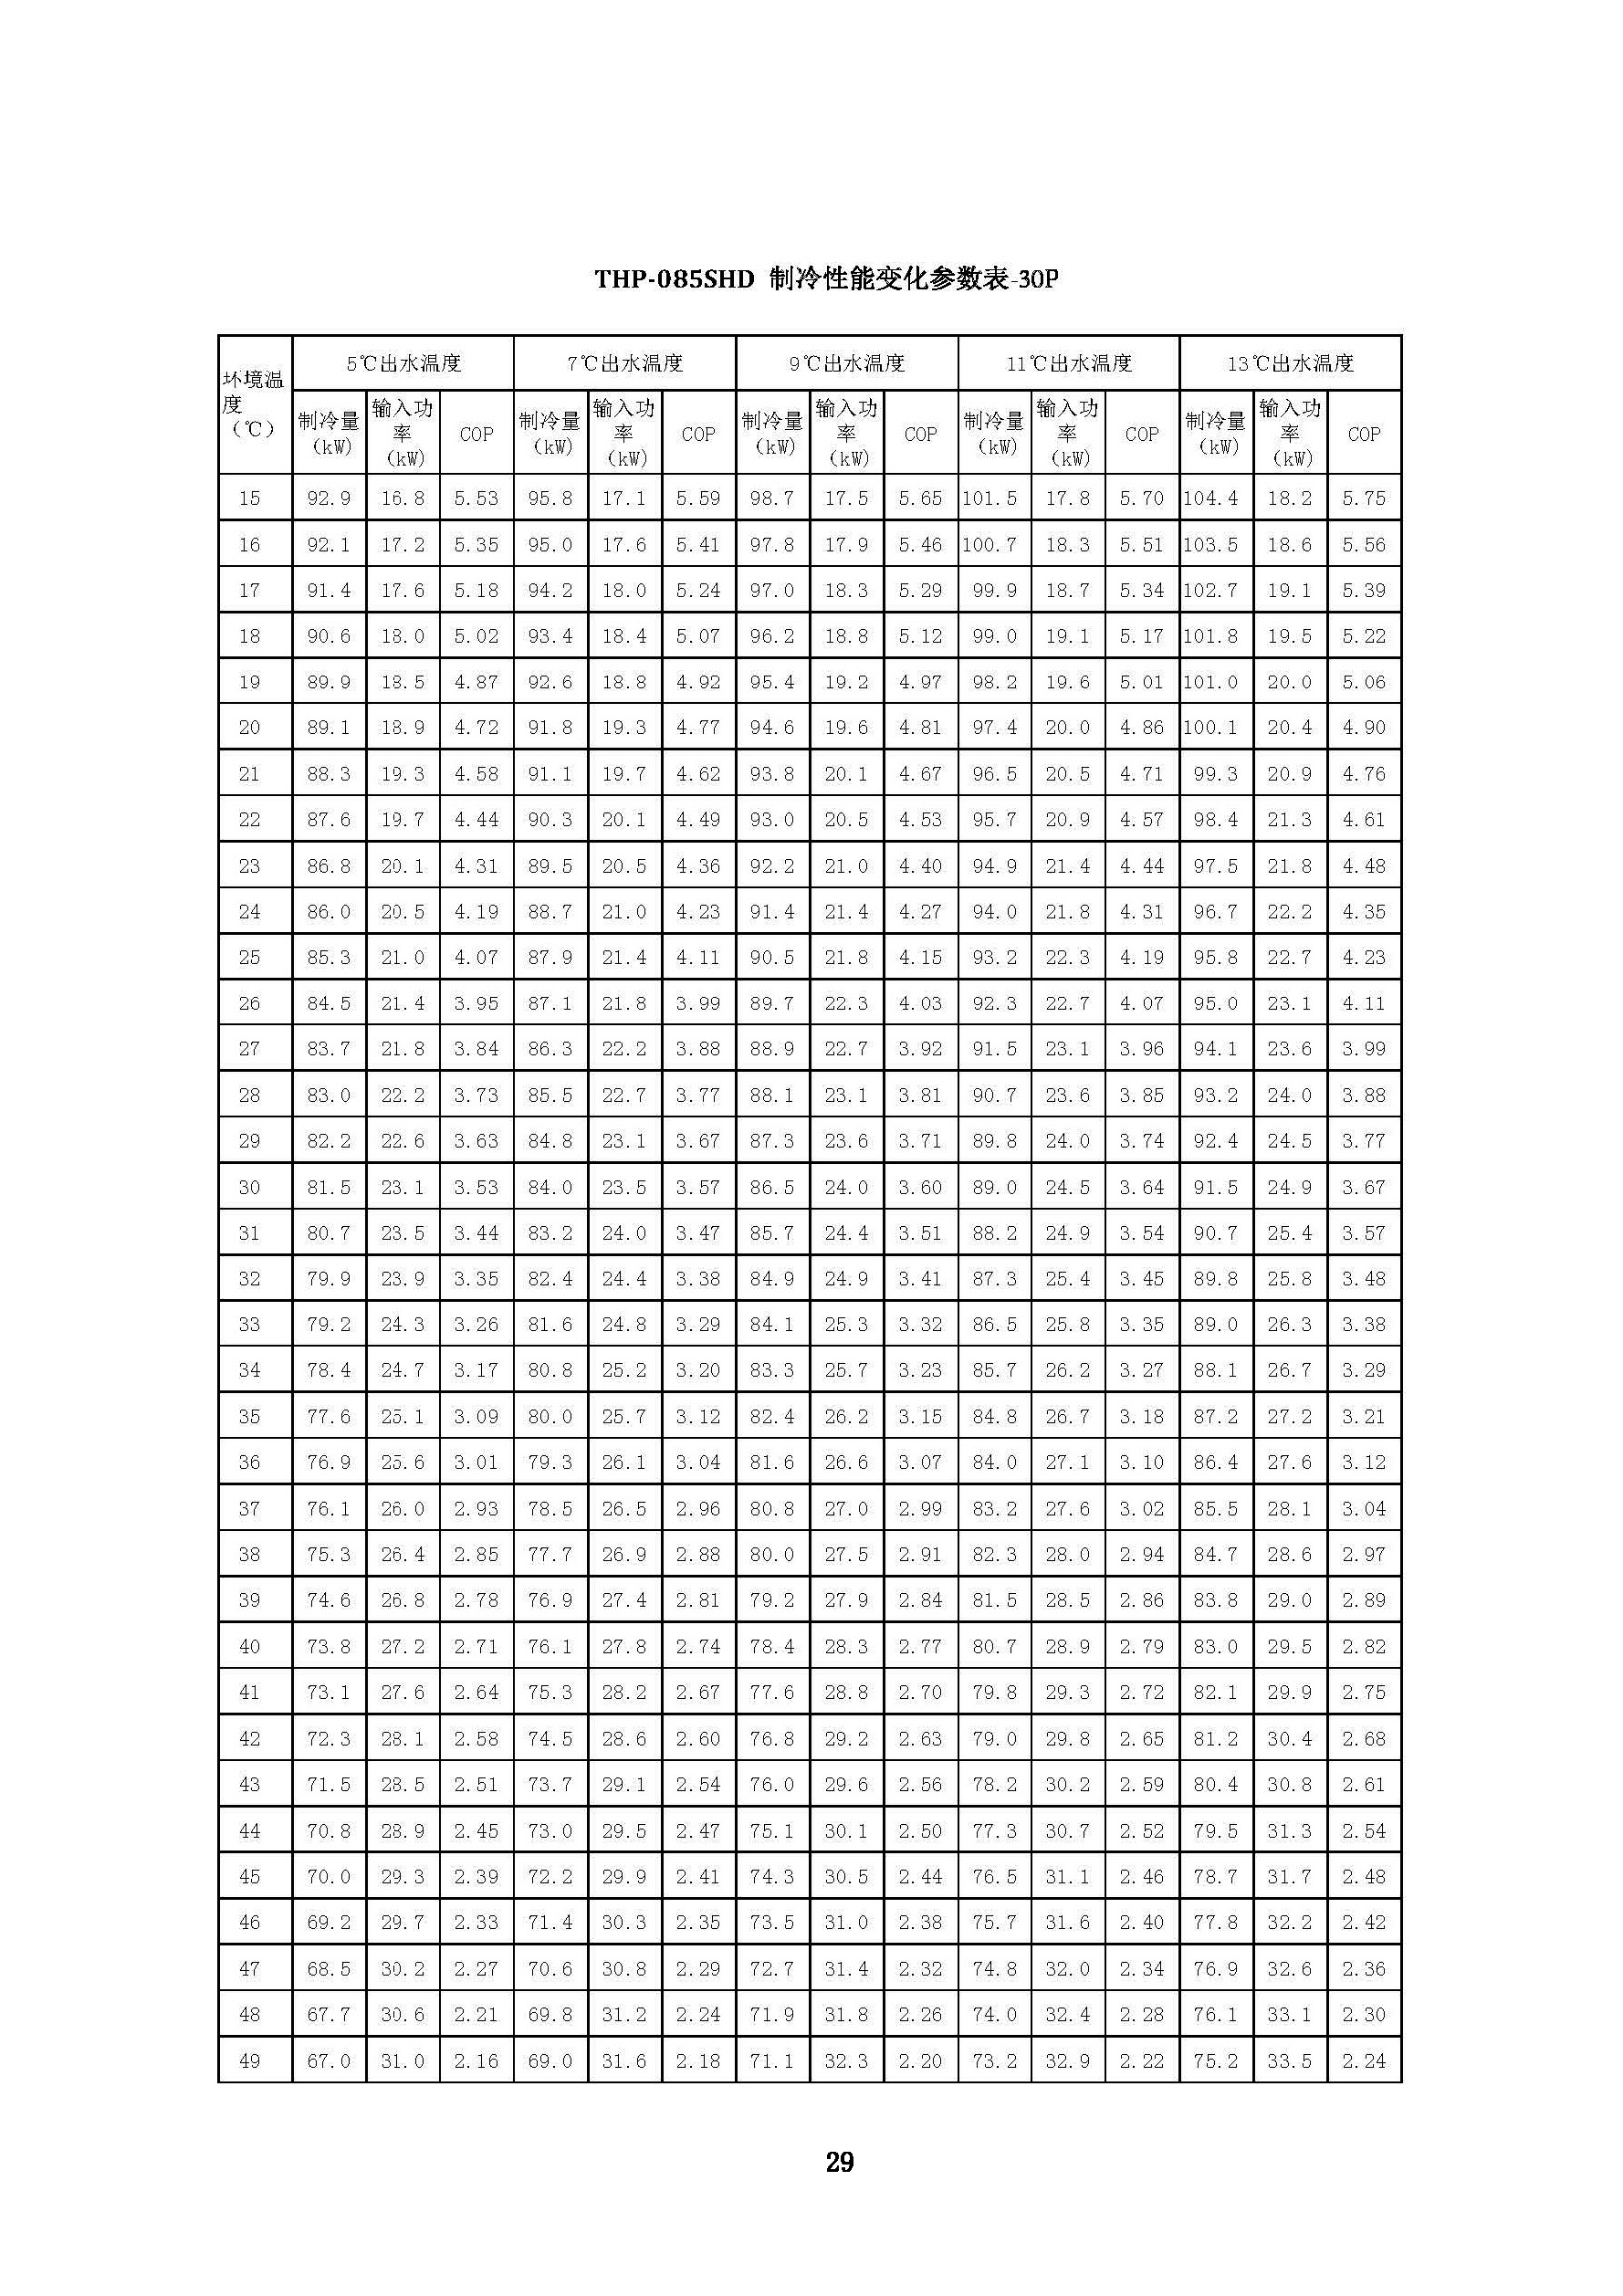 THP-085SHD 制冷性能变化参数表-30P
环境温度（℃） 5℃出水温度 7℃出水温度 9℃出水温度 11℃出水温度 13℃出水温度
制冷量（kW） 输入功率（kW） COP 制冷量（kW） 输入功率（kW） COP 制冷量（kW） 输入功率（kW） COP 制冷量（kW） 输入功率（kW） COP 制冷量（kW） 输入功率（kW） COP
15 92.9 16.8 5.53 95.8 17.1 5.59 98.7 17.5 5.65 101.5 17.8 5.70 104.4 18.2 5.75
16 92.1 17.2 5.35 95.0 17.6 5.41 97.8 17.9 5.46 100.7 18.3 5.51 103.5 18.6 5.56
17 91.4 17.6 5.18 94.2 18.0 5.24 97.0 18.3 5.29 99.9 18.7 5.34 102.7 19.1 5.39
18 90.6 18.0 5.02 93.4 18.4 5.07 96.2 18.8 5.12 99.0 19.1 5.17 101.8 19.5 5.22
19 89.9 18.5 4.87 92.6 18.8 4.92 95.4 19.2 4.97 98.2 19.6 5.01 101.0 20.0 5.06
20 89.1 18.9 4.72 91.8 19.3 4.77 94.6 19.6 4.81 97.4 20.0 4.86 100.1 20.4 4.90
21 88.3 19.3 4.58 91.1 19.7 4.62 93.8 20.1 4.67 96.5 20.5 4.71 99.3 20.9 4.76
22 87.6 19.7 4.44 90.3 20.1 4.49 93.0 20.5 4.53 95.7 20.9 4.57 98.4 21.3 4.61
23 86.8 20.1 4.31 89.5 20.5 4.36 92.2 21.0 4.40 94.9 21.4 4.44 97.5 21.8 4.48
24 86.0 20.5 4.19 88.7 21.0 4.23 91.4 21.4 4.27 94.0 21.8 4.31 96.7 22.2 4.35
25 85.3 21.0 4.07 87.9 21.4 4.11 90.5 21.8 4.15 93.2 22.3 4.19 95.8 22.7 4.23
26 84.5 21.4 3.95 87.1 21.8 3.99 89.7 22.3 4.03 92.3 22.7 4.07 95.0 23.1 4.11
27 83.7 21.8 3.84 86.3 22.2 3.88 88.9 22.7 3.92 91.5 23.1 3.96 94.1 23.6 3.99
28 83.0 22.2 3.73 85.5 22.7 3.77 88.1 23.1 3.81 90.7 23.6 3.85 93.2 24.0 3.88
29 82.2 22.6 3.63 84.8 23.1 3.67 87.3 23.6 3.71 89.8 24.0 3.74 92.4 24.5 3.77
30 81.5 23.1 3.53 84.0 23.5 3.57 86.5 24.0 3.60 89.0 24.5 3.64 91.5 24.9 3.67
31 80.7 23.5 3.44 83.2 24.0 3.47 85.7 24.4 3.51 88.2 24.9 3.54 90.7 25.4 3.57
32 79.9 23.9 3.35 82.4 24.4 3.38 84.9 24.9 3.41 87.3 25.4 3.45 89.8 25.8 3.48
33 79.2 24.3 3.26 81.6 24.8 3.29 84.1 25.3 3.32 86.5 25.8 3.35 89.0 26.3 3.38
34 78.4 24.7 3.17 80.8 25.2 3.20 83.3 25.7 3.23 85.7 26.2 3.27 88.1 26.7 3.29
35 77.6 25.1 3.09 80.0 25.7 3.12 82.4 26.2 3.15 84.8 26.7 3.18 87.2 27.2 3.21
36 76.9 25.6 3.01 79.3 26.1 3.04 81.6 26.6 3.07 84.0 27.1 3.10 86.4 27.6 3.12
37 76.1 26.0 2.93 78.5 26.5 2.96 80.8 27.0 2.99 83.2 27.6 3.02 85.5 28.1 3.04
38 75.3 26.4 2.85 77.7 26.9 2.88 80.0 27.5 2.91 82.3 28.0 2.94 84.7 28.6 2.97
39 74.6 26.8 2.78 76.9 27.4 2.81 79.2 27.9 2.84 81.5 28.5 2.86 83.8 29.0 2.89
40 73.8 27.2 2.71 76.1 27.8 2.74 78.4 28.3 2.77 80.7 28.9 2.79 83.0 29.5 2.82
41 73.1 27.6 2.64 75.3 28.2 2.67 77.6 28.8 2.70 79.8 29.3 2.72 82.1 29.9 2.75
42 72.3 28.1 2.58 74.5 28.6 2.60 76.8 29.2 2.63 79.0 29.8 2.65 81.2 30.4 2.68
43 71.5 28.5 2.51 73.7 29.1 2.54 76.0 29.6 2.56 78.2 30.2 2.59 80.4 30.8 2.61
44 70.8 28.9 2.45 73.0 29.5 2.47 75.1 30.1 2.50 77.3 30.7 2.52 79.5 31.3 2.54
45 70.0 29.3 2.39 72.2 29.9 2.41 74.3 30.5 2.44 76.5 31.1 2.46 78.7 31.7 2.48
46 69.2 29.7 2.33 71.4 30.3 2.35 73.5 31.0 2.38 75.7 31.6 2.40 77.8 32.2 2.42
47 68.5 30.2 2.27 70.6 30.8 2.29 72.7 31.4 2.32 74.8 32.0 2.34 76.9 32.6 2.36
48 67.7 30.6 2.21 69.8 31.2 2.24 71.9 31.8 2.26 74.0 32.4 2.28 76.1 33.1 2.30
49 67.0 31.0 2.16 69.0 31.6 2.18 71.1 32.3 2.20 73.2 32.9 2.22 75.2 33.5 2.24
29